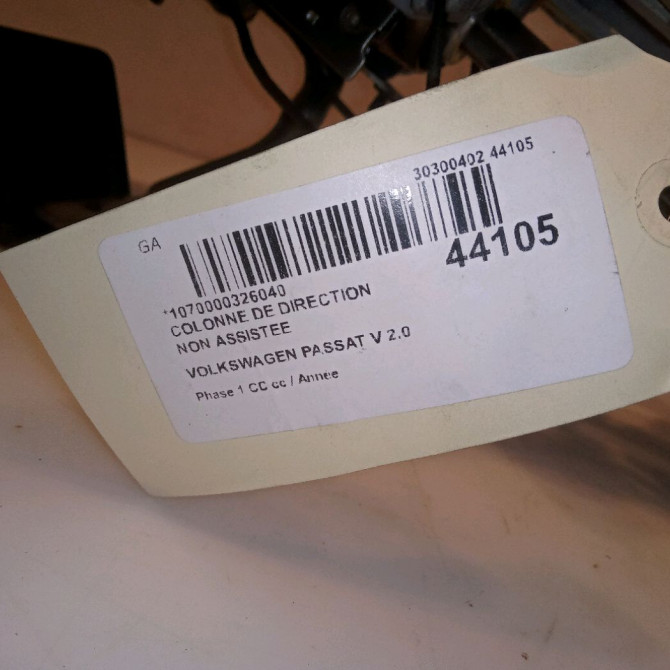 GA
30300402 44105
44105
*1070000326040
COLONNE DE DIRECTION
NON ASSISTEE
VOLKSWAGEN PASSAT V 2.0
Phase 1 CC cc / Année